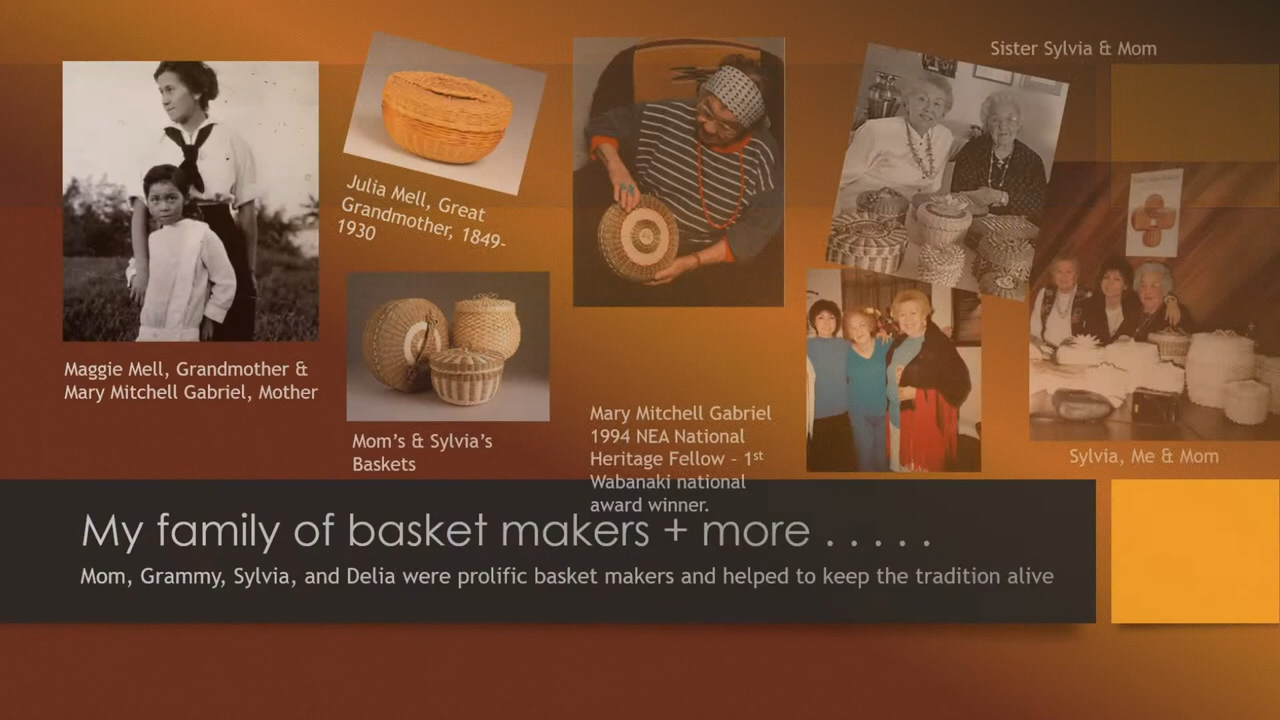 Sister Sylvia & Mom
Julia Mell, Great
Grandmother, 1849-
1930
Maggie Mell, Grandmother &
Mary Mitchell Gabriel, Mother
Mom's & Sylvia's
Baskets
Mary Mitchell Gabriel
1994 NEA National
Heritage Fellow – 1st
Wabanaki national
award winner.
Sylvia, Me & Mom
My family of basket makers + more . . . . .
Mom, Grammy, Sylvia, and Delia were prolific basket makers and helped to keep the tradition alive